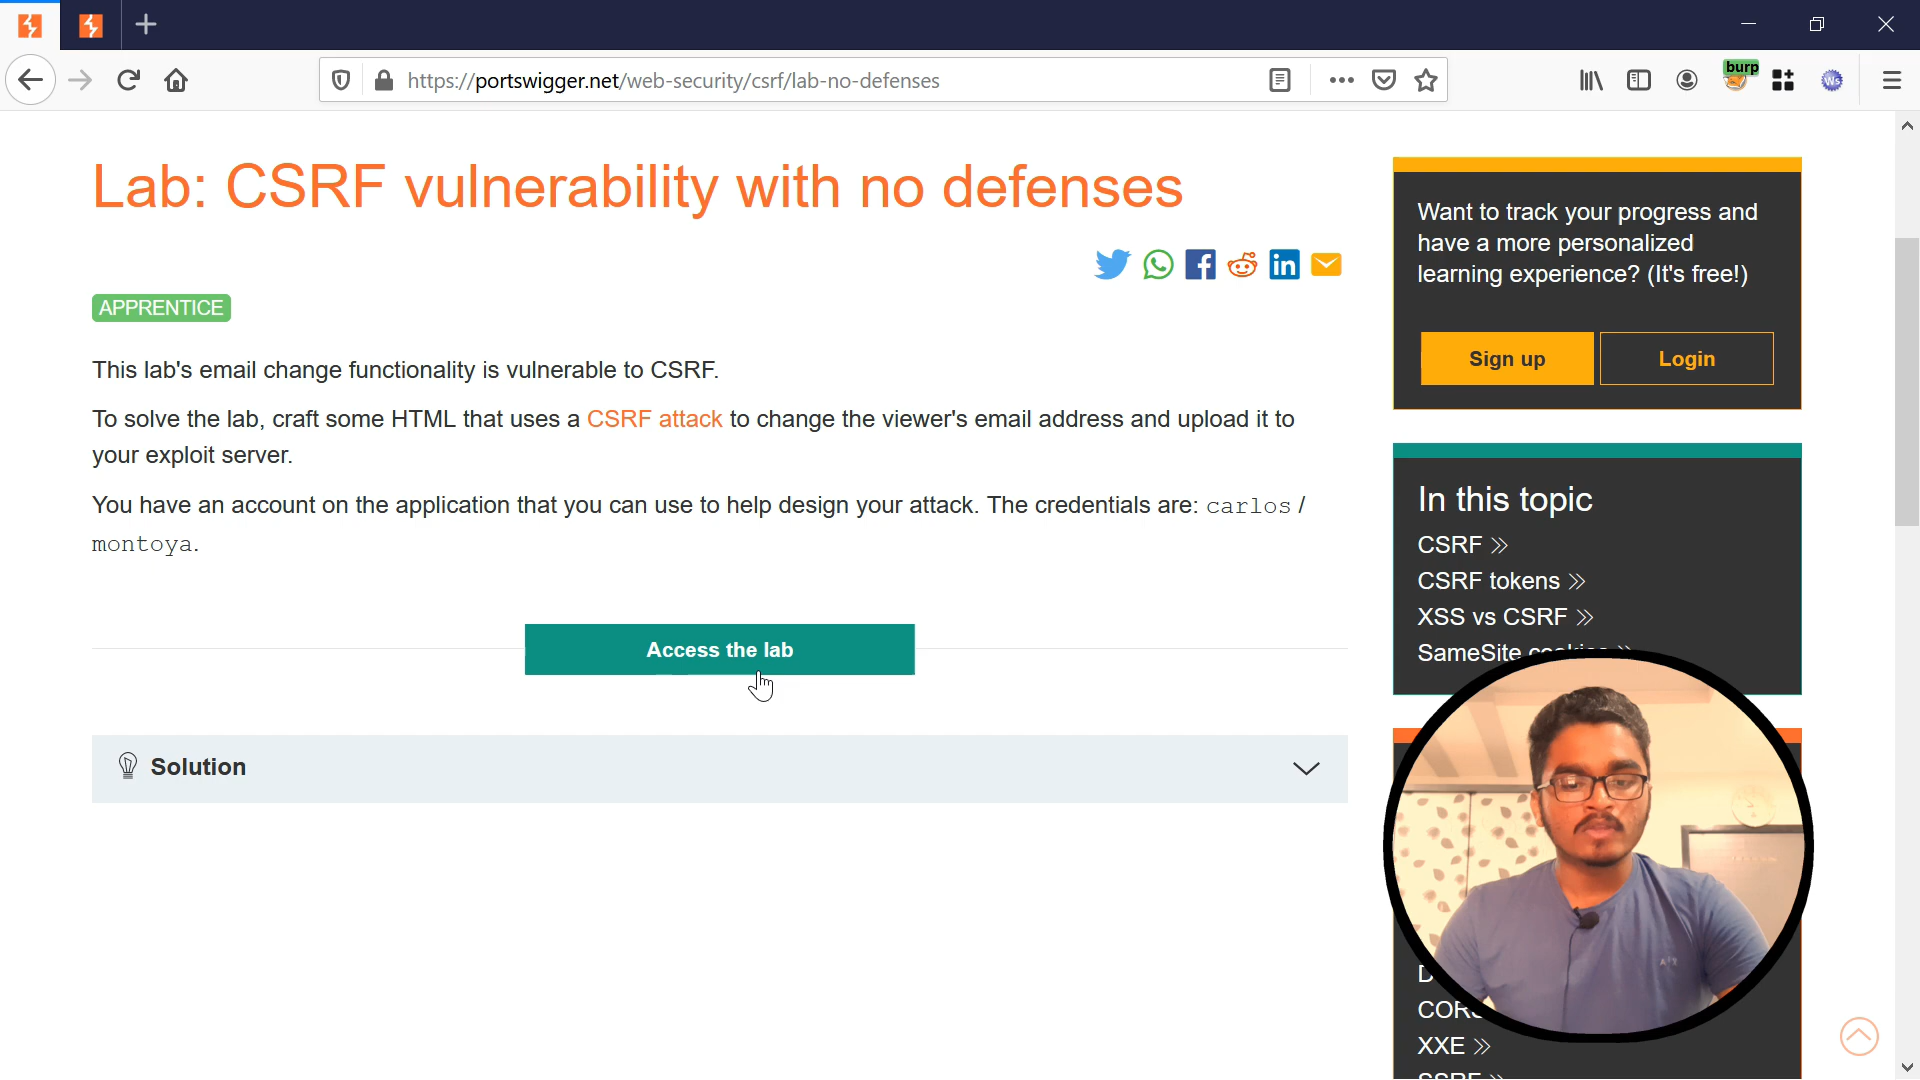 burp
https://portswigger.net/web-security/csrf/lab-no-defenses
Ws
Lab: CSRF vulnerability with no defenses
APPRENTICE
This lab's email change functionality is vulnerable to CSRF.
To solve the lab, craft some HTML that uses a CSRF attack to change the viewer's email address and upload it to
your exploit server.
You have an account on the application that you can use to help design your attack. The credentials are: carlos /
montoya.
Access the lab
Solution
Want to track your progress and
have a more personalized
learning experience? (It's free!)
Sign up
Login
In this topic
CSRF »
CSRF tokens »
XSS vs CSRF »
SameSite
XXE »